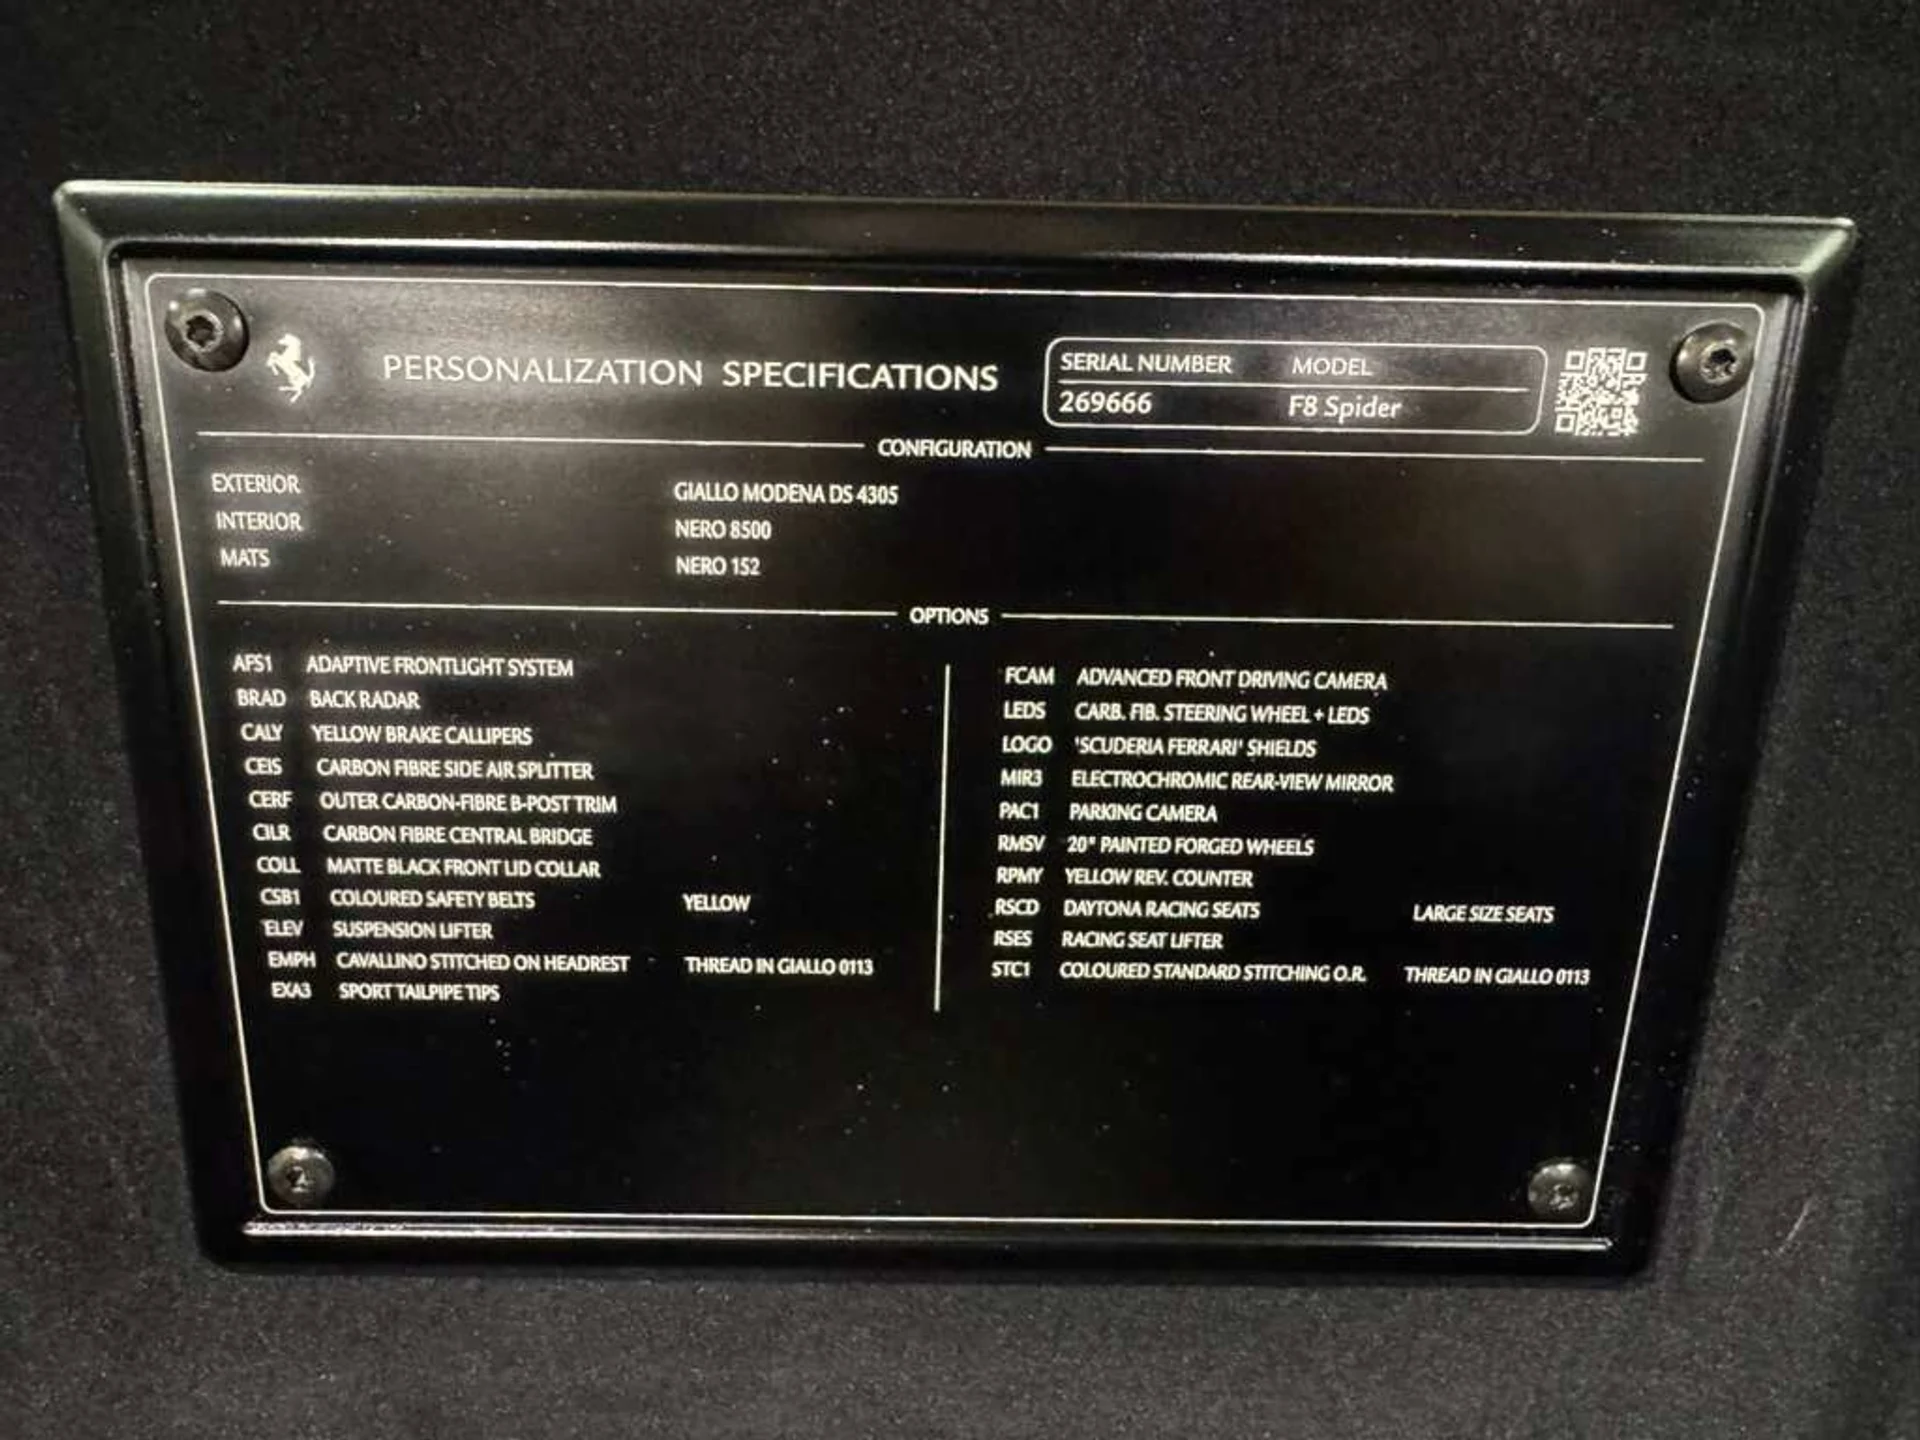 PERSONALIZATION SPECIFICATIONS
SERIAL NUMBER MODEL
269666 F8 Spider
CONFIGURATION
EXTERIOR GIALLO MODENA DS 4305
INTERIOR NERO 8500
MATS NERO 152
OPTIONS
AFS1 ADAPTIVE FRONTLIGHT SYSTEM
BRAD BACK RADAR
CALY YELLOW BRAKE CALLIPERS
CEIS CARBON FIBRE SIDE AIR SPLITTER
CERF OUTER CARBON-FIBRE B-POST TRIM
CILR CARBON FIBRE CENTRAL BRIDGE
COLL MATTE BLACK FRONT LID COLLAR
CSB1 COLOURED SAFETY BELTS YELLOW
ELEV SUSPENSION LIFTER
EMPH CAVALLINO STITCHED ON HEADREST THREAD IN GIALLO 0113
EXA3 SPORT TAILPIPE TIPS
FCAM ADVANCED FRONT DRIVING CAMERA
LEDS CARB. FIB. STEERING WHEEL + LEDS
LOGO 'SCUDERIA FERRARI' SHIELDS
MIR3 ELECTROCHROMIC REAR-VIEW MIRROR
PAC1 PARKING CAMERA
RMSV 20" PAINTED FORGED WHEELS
RPMY YELLOW REV. COUNTER
RSCD DAYTONA RACING SEATS LARGE SIZE SEATS
RSES RACING SEAT LIFTER
STC1 COLOURED STANDARD STITCHING O.R. THREAD IN GIALLO 0113